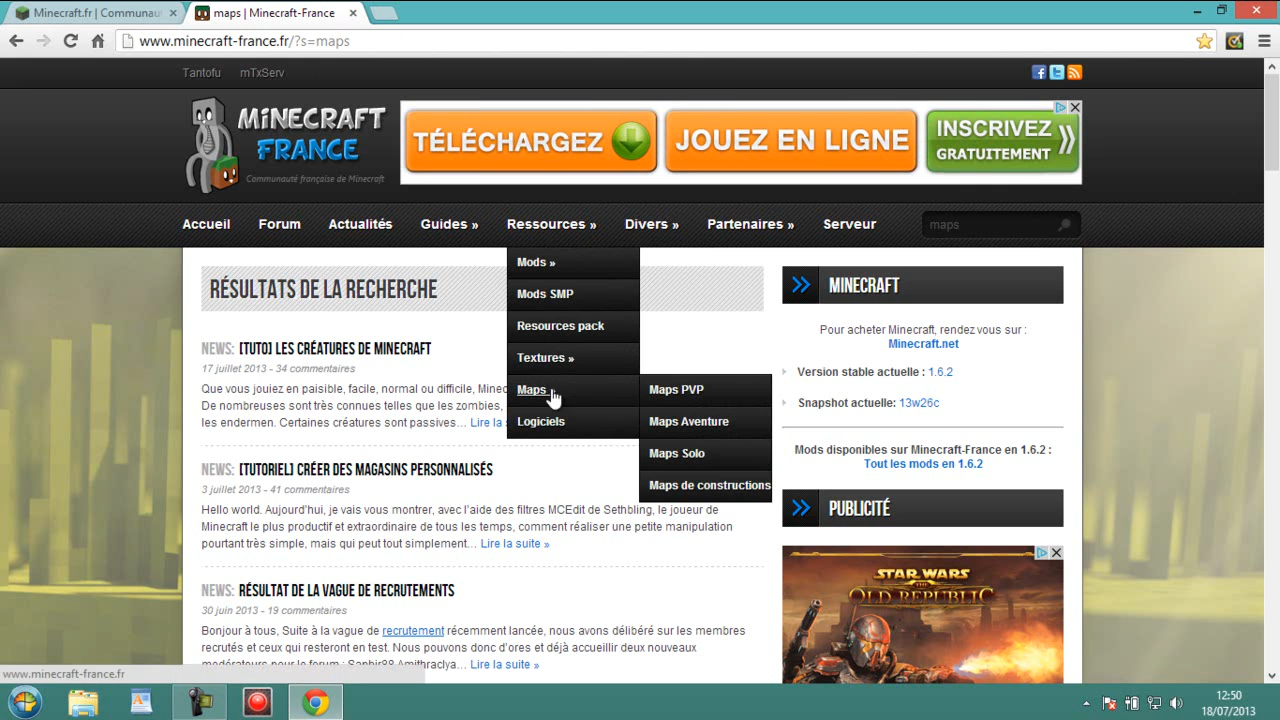 Minecraft.fr | Communaut
maps | Minecraft-France
www.minecraft-france.fr/?s=maps
Tantofu
mTxServ
MINECRAFT
FRANCE
Communauté française de Minecraft
TÉLÉCHARGEZ
JOUEZ EN LIGNE
INSCRIVEZ
GRATUITEMENT
Accueil
Forum
Actualités
Guides »
Ressources »
Divers »
Partenaires »
Serveur
maps
Mods »
Mods SMP
Resources pack
Textures »
Maps
Logiciels
Maps PVP
Maps Aventure
Maps Solo
Maps de constructions
RÉSULTATS DE LA RECHERCHE
NEWS: [TUTO] LES CRÉATURES DE MINECRAFT
17 juillet 2013 - 34 commentaires
Que vous jouiez en paisible, facile, normal ou difficile, Minec
De nombreuses sont très connues telles que les zombies,
les endermen. Certaines créatures sont passives… Lire la s
NEWS: [TUTORIEL] CRÉER DES MAGASINS PERSONNALISÉS
3 juillet 2013 - 41 commentaires
Hello world. Aujourd'hui, je vais vous montrer, avec l'aide des filtres MCEdit de Sethbling, le joueur de
Minecraft le plus productif et extraordinaire de tous les temps, comment réaliser une petite manipulation
pourtant très simple, mais qui peut tout simplement… Lire la suite »
NEWS: RÉSULTAT DE LA VAGUE DE RECRUTEMENTS
30 juin 2013 - 19 commentaires
Bonjour à tous, Suite à la vague de recrutement récemment lancée, nous avons délibéré sur les membres
recrutés et ceux qui resteront en test. Nous pouvons donc d'ores et déjà accueillir deux nouveaux
modérateurs pour le forum : Saphir88 Amithraclya… Lire la suite »
MINECRAFT
Pour acheter Minecraft, rendez vous sur :
Minecraft.net
Version stable actuelle : 1.6.2
Snapshot actuelle: 13w26c
Mods disponibles sur Minecraft-France en 1.6.2 :
Tout les mods en 1.6.2
PUBLICITÉ
STAR WARS
THE OLD REPUBLIC
www.minecraft-france.fr
12:50
18/07/2013